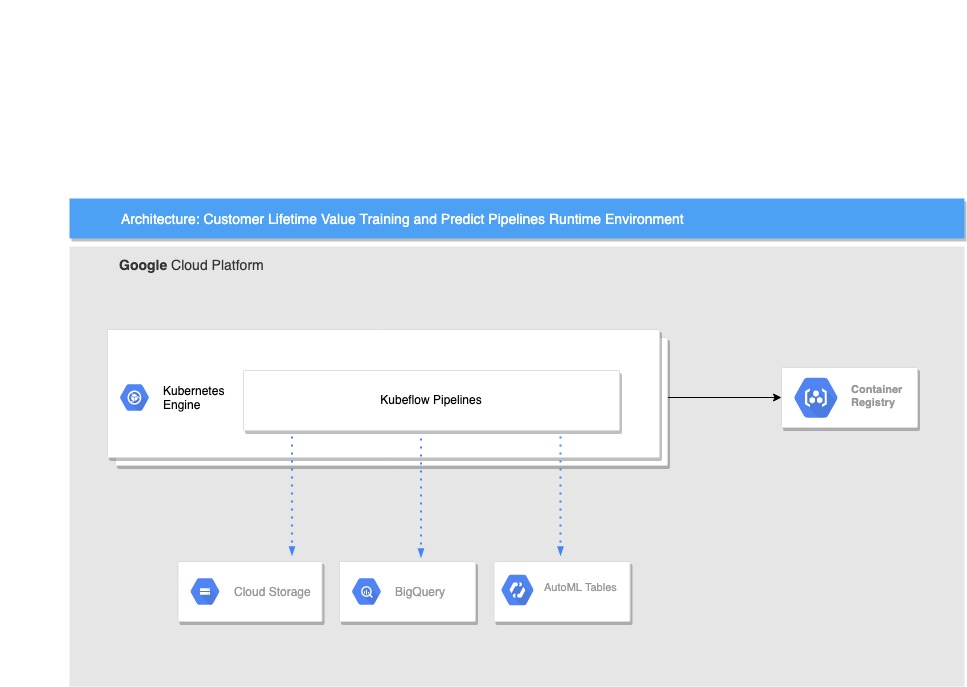 Architecture: Customer Lifetime Value Training and Predict Pipelines Runtime Environment
Google Cloud Platform
Kubernetes
Engine
Kubeflow Pipelines
Container
Registry
Cloud Storage
BigQuery
AutoML Tables